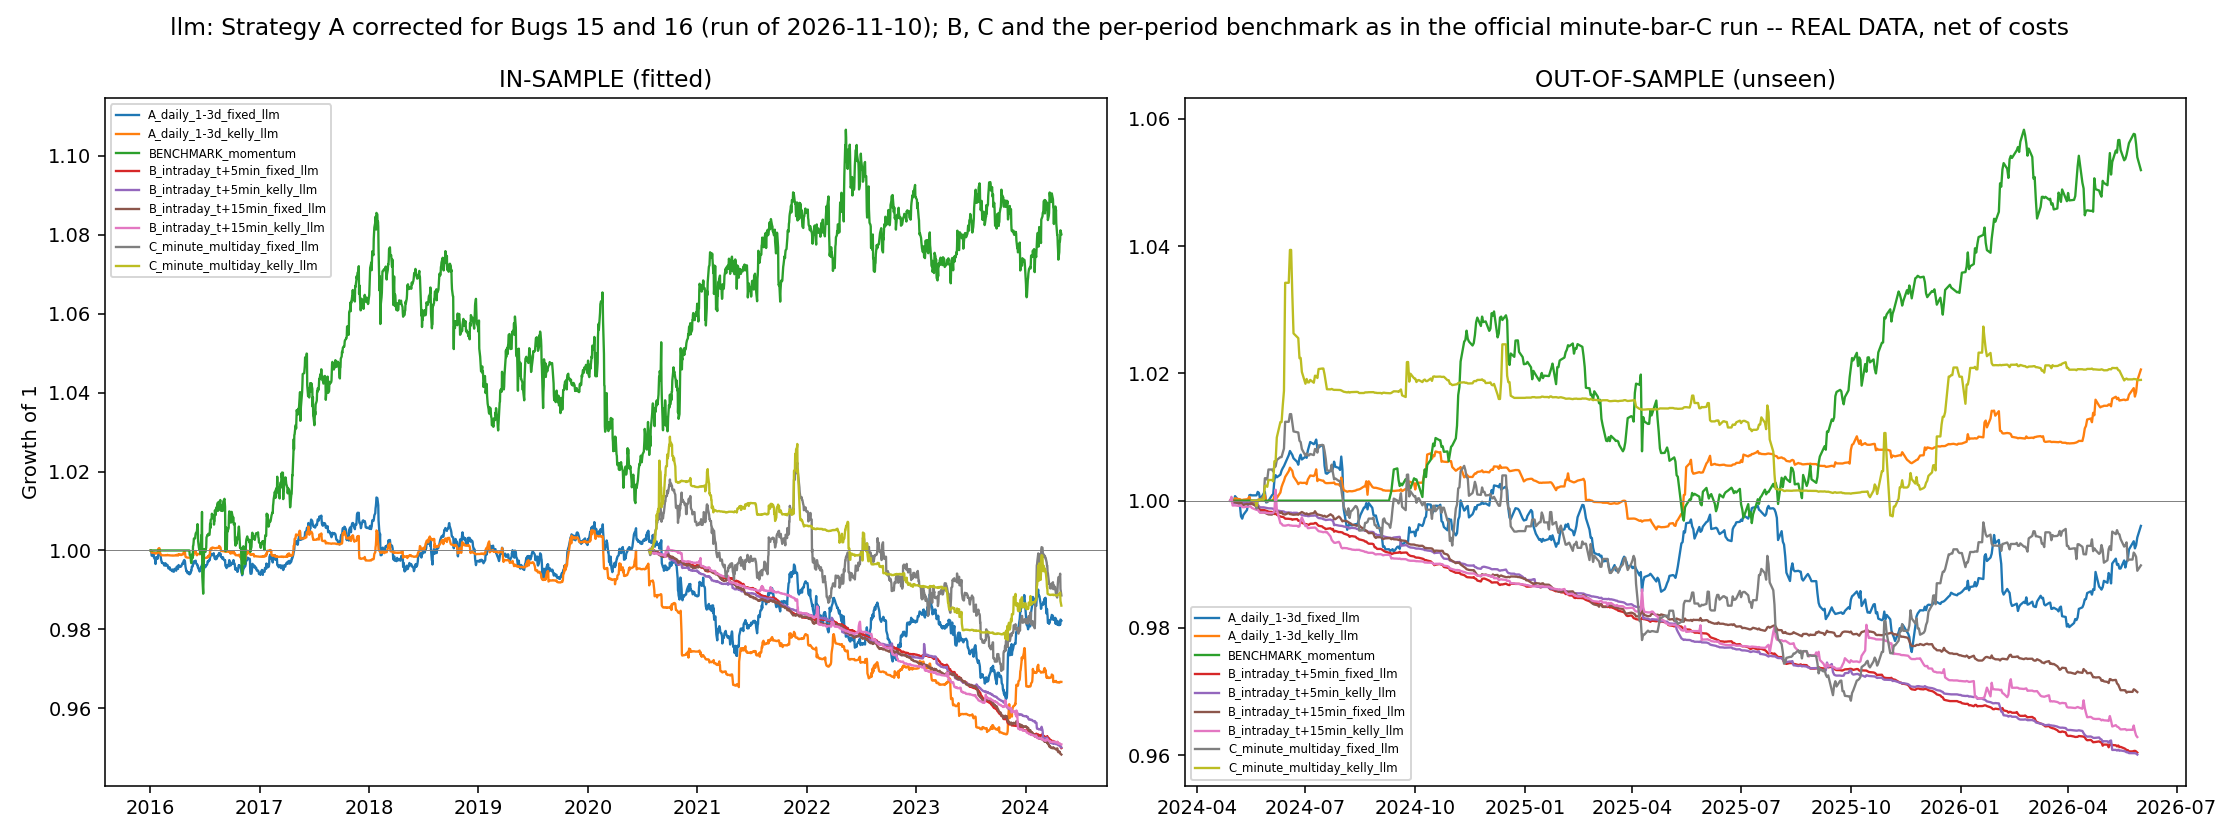 llm: Strategy A corrected for Bugs 15 and 16 (run of 2026-11-10); B, C and the per-period benchmark as in the official minute-bar-C run -- REAL DATA, net of costs
IN-SAMPLE (fitted)
Growth of 1
1.10
1.08
1.06
1.04
1.02
1.00
0.98
0.96
A_daily_1-3d_fixed_llm
A_daily_1-3d_kelly_llm
BENCHMARK_momentum
B_intraday_t+5min_fixed_llm
B_intraday_t+5min_kelly_llm
B_intraday_t+15min_fixed_llm
B_intraday_t+15min_kelly_llm
C_minute_multiday_fixed_llm
C_minute_multiday_kelly_llm
2016 2017 2018 2019 2020 2021 2022 2023 2024
OUT-OF-SAMPLE (unseen)
1.06
1.04
1.02
1.00
0.98
0.96
A_daily_1-3d_fixed_llm
A_daily_1-3d_kelly_llm
BENCHMARK_momentum
B_intraday_t+5min_fixed_llm
B_intraday_t+5min_kelly_llm
B_intraday_t+15min_fixed_llm
B_intraday_t+15min_kelly_llm
C_minute_multiday_fixed_llm
C_minute_multiday_kelly_llm
2024-04 2024-07 2024-10 2025-01 2025-04 2025-07 2025-10 2026-01 2026-04 2026-07